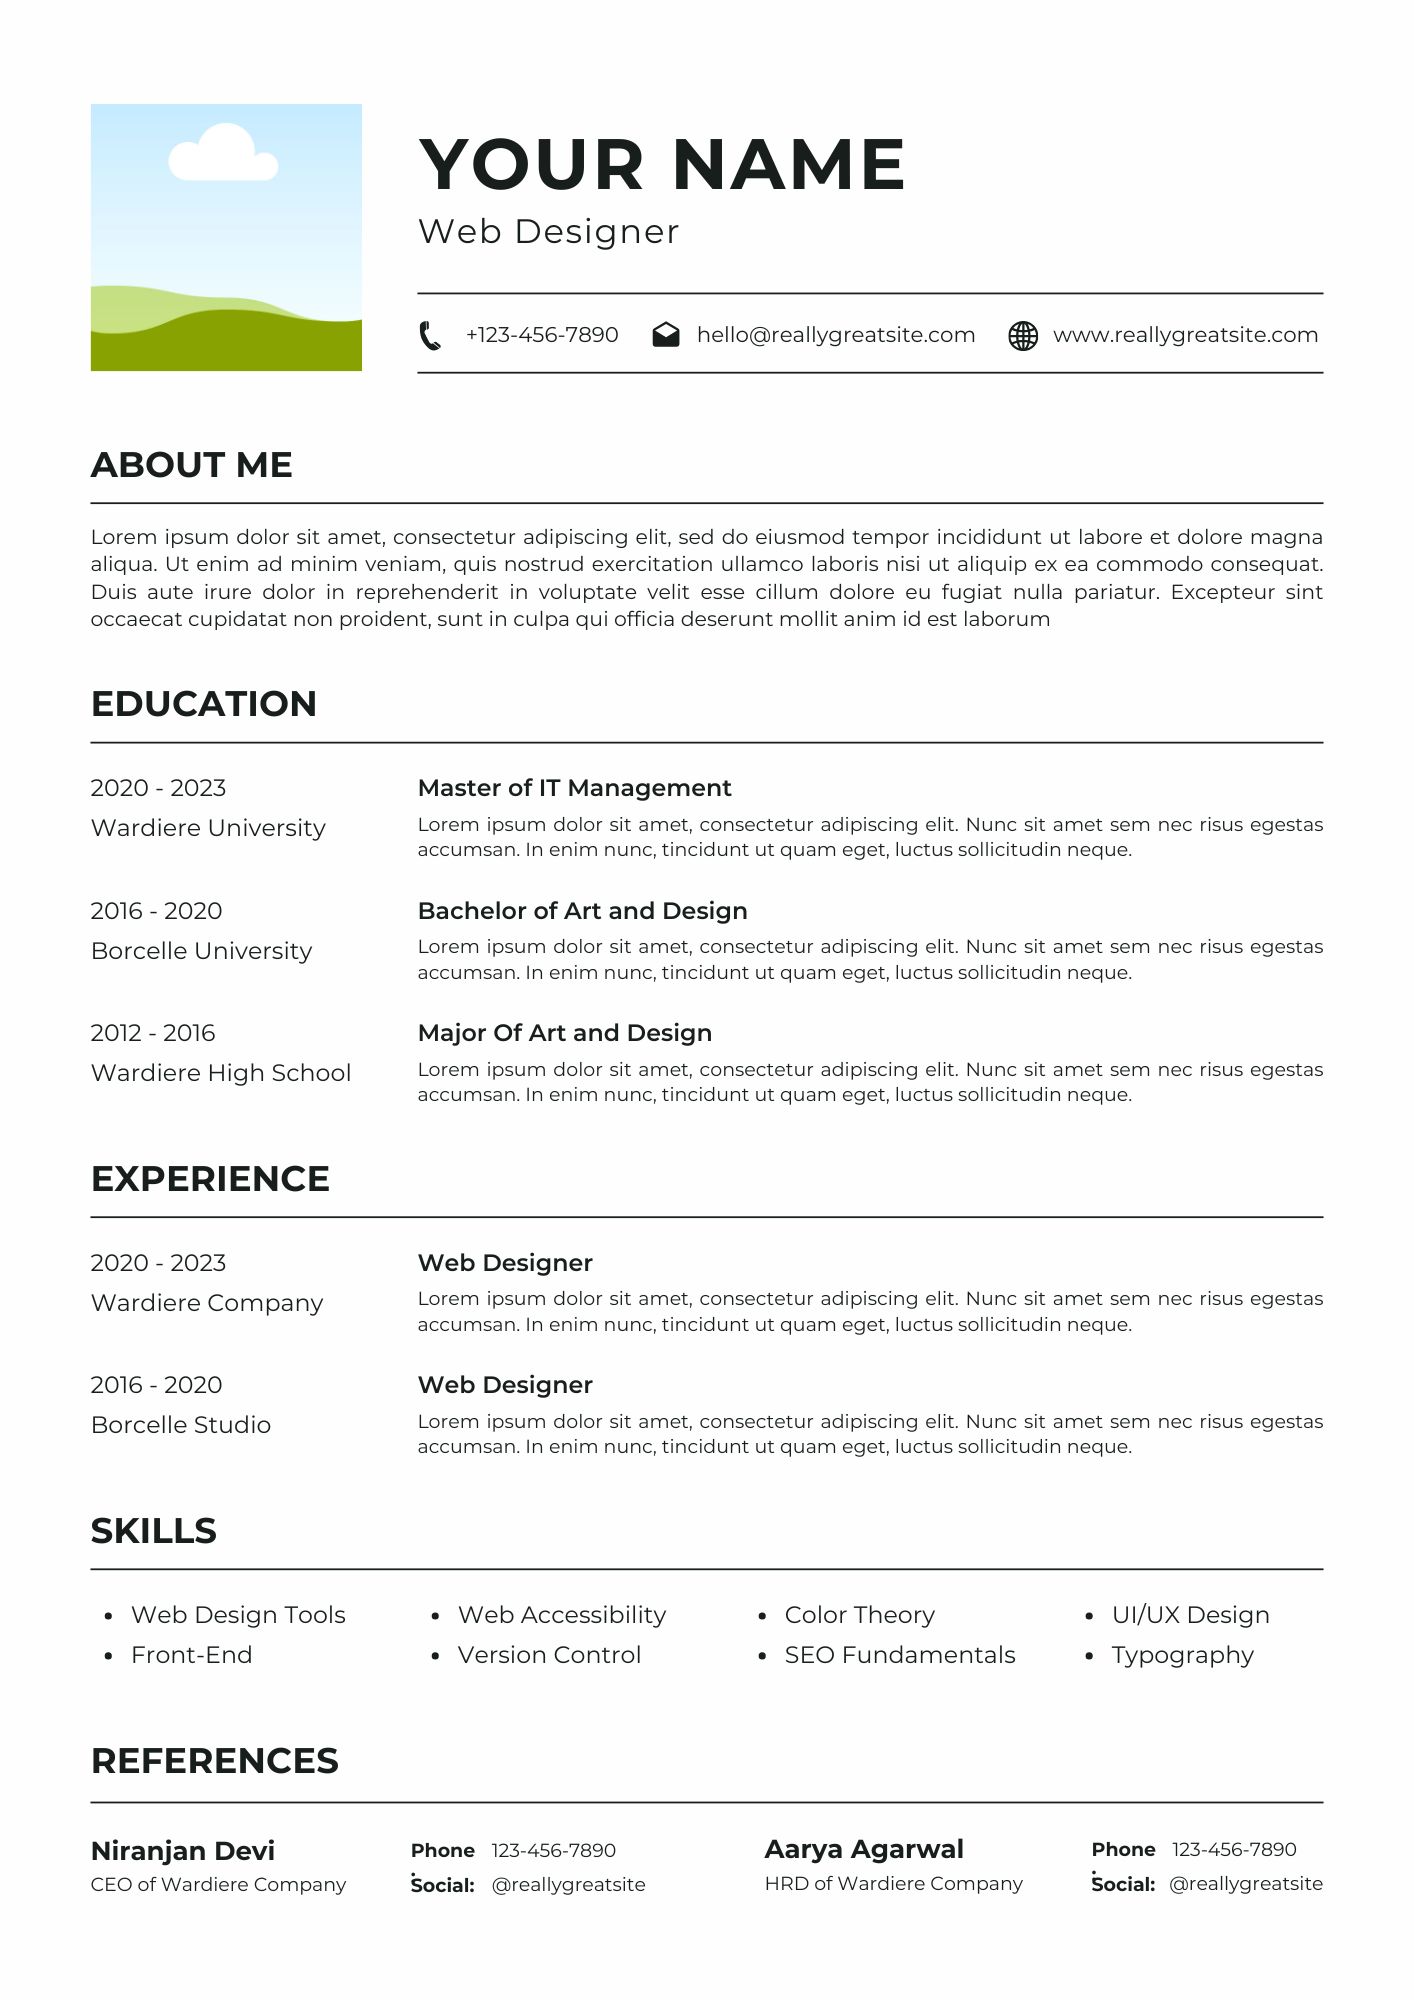 YOUR NAME
Web Designer
+123-456-7890 hello@reallygreatsite.com www.reallygreatsite.com
ABOUT ME
Lorem ipsum dolor sit amet, consectetur adipiscing elit, sed do eiusmod tempor incididunt ut labore et dolore magna
aliqua. Ut enim ad minim veniam, quis nostrud exercitation ullamco laboris nisi ut aliquip ex ea commodo consequat.
Duis aute irure dolor in reprehenderit in voluptate velit esse cillum dolore eu fugiat nulla pariatur. Excepteur sint
occaecat cupidatat non proident, sunt in culpa qui officia deserunt mollit anim id est laborum
EDUCATION
2020 - 2023
Wardiere University
Master of IT Management
Lorem ipsum dolor sit amet, consectetur adipiscing elit. Nunc sit amet sem nec risus egestas
accumsan. In enim nunc, tincidunt ut quam eget, luctus sollicitudin neque.
2016 - 2020
Borcelle University
Bachelor of Art and Design
Lorem ipsum dolor sit amet, consectetur adipiscing elit. Nunc sit amet sem nec risus egestas
accumsan. In enim nunc, tincidunt ut quam eget, luctus sollicitudin neque.
2012 - 2016
Wardiere High School
Major Of Art and Design
Lorem ipsum dolor sit amet, consectetur adipiscing elit. Nunc sit amet sem nec risus egestas
accumsan. In enim nunc, tincidunt ut quam eget, luctus sollicitudin neque.
EXPERIENCE
2020 - 2023
Wardiere Company
Web Designer
Lorem ipsum dolor sit amet, consectetur adipiscing elit. Nunc sit amet sem nec risus egestas
accumsan. In enim nunc, tincidunt ut quam eget, luctus sollicitudin neque.
2016 - 2020
Borcelle Studio
Web Designer
Lorem ipsum dolor sit amet, consectetur adipiscing elit. Nunc sit amet sem nec risus egestas
accumsan. In enim nunc, tincidunt ut quam eget, luctus sollicitudin neque.
SKILLS
• Web Design Tools • Web Accessibility • Color Theory • UI/UX Design
• Front-End • Version Control • SEO Fundamentals • Typography
REFERENCES
Niranjan Devi
CEO of Wardiere Company
Phone 123-456-7890
:
Social: @reallygreatsite
Aarya Agarwal
HRD of Wardiere Company
Phone 123-456-7890
:
Social: @reallygreatsite